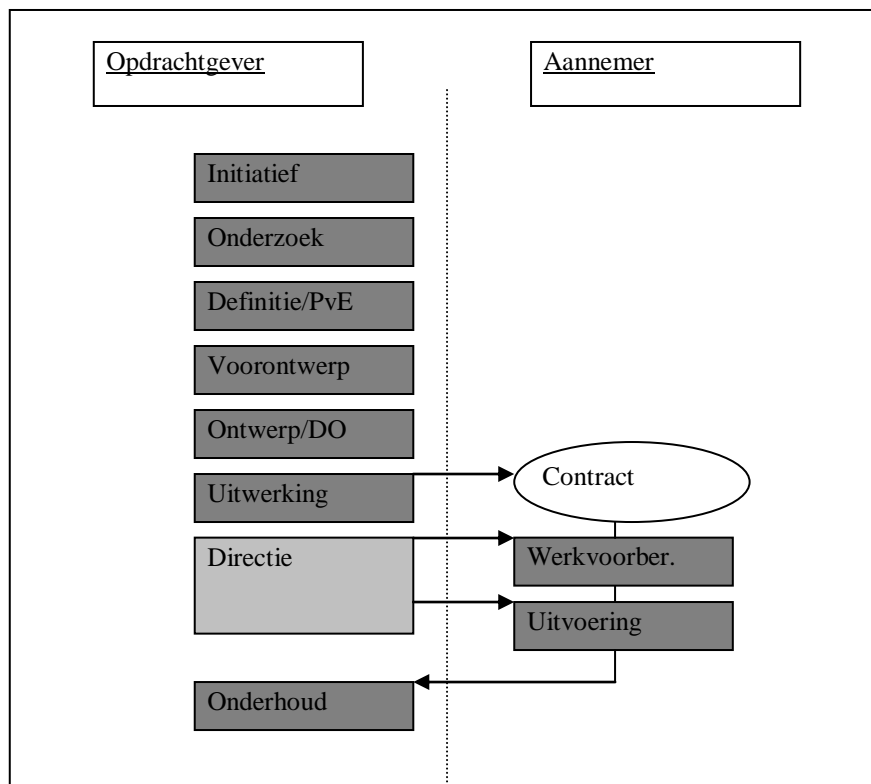 Opdrachtgever
Aannemer
Initiatief
Onderzoek
Definitie/PvE
Voorontwerp
Ontwerp/DO
Uitwerking
Contract
Directie
Werkvoorber.
Uitvoering
Onderhoud